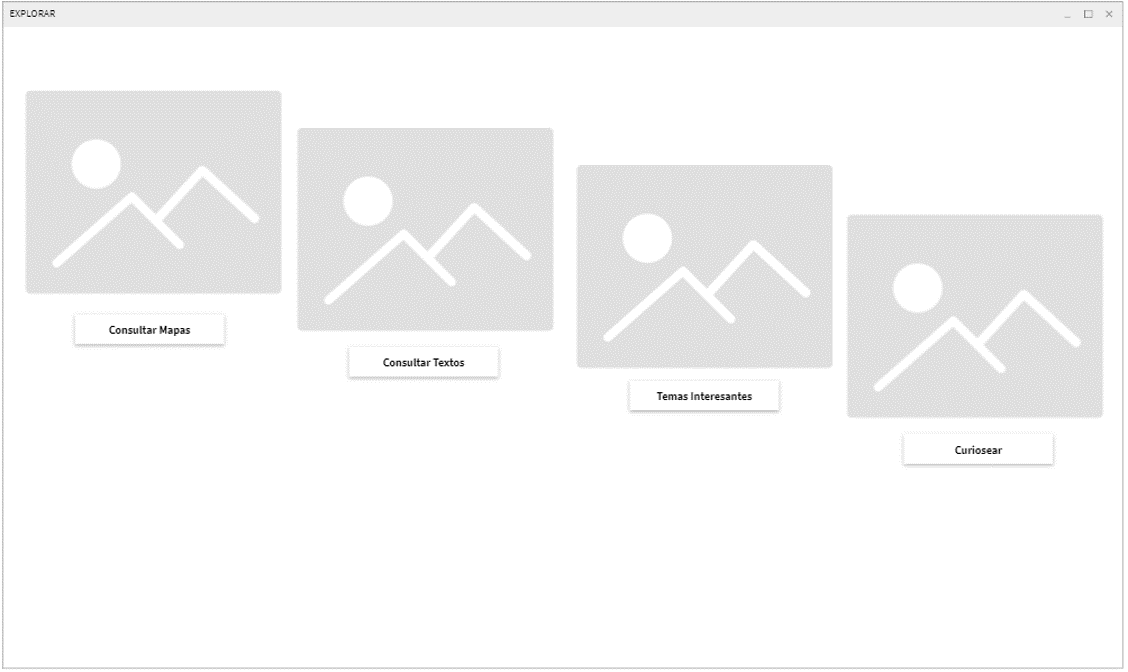 EXPLORAR
Consultar Mapas
Consultar Textos
Temas Interesantes
Curiosear